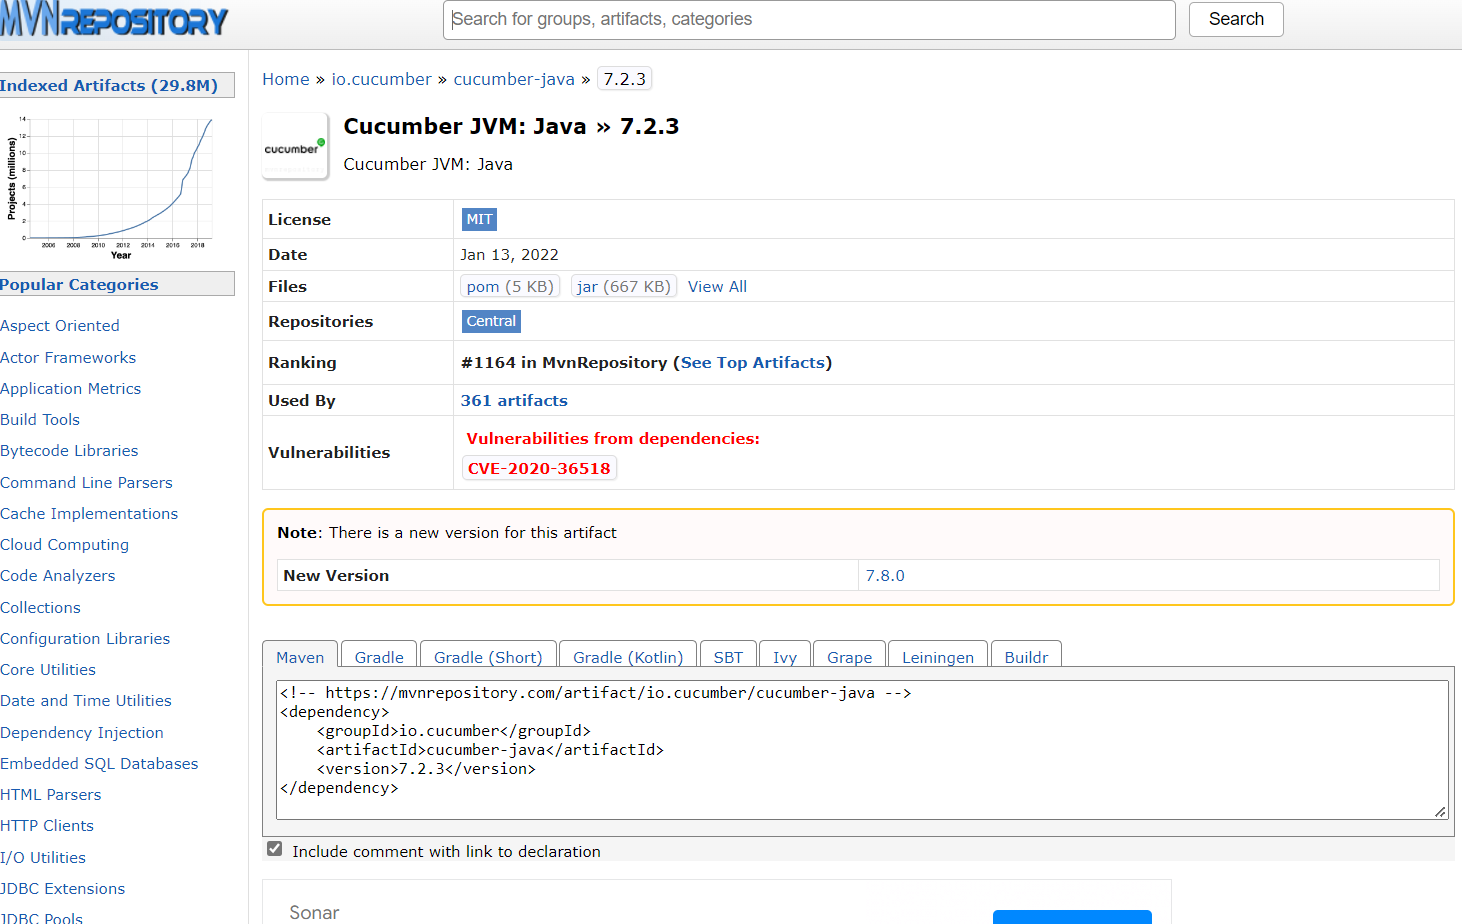 MVNREPOSITORY
Search for groups, artifacts, categories
Search
Indexed Artifacts (29.8M)
Projects (millions)
14
12
10
8
6
4
2
0
2006 2008 2010 2012 2014 2016 2018
Year
Popular Categories
Aspect Oriented
Actor Frameworks
Application Metrics
Build Tools
Bytecode Libraries
Command Line Parsers
Cache Implementations
Cloud Computing
Code Analyzers
Collections
Configuration Libraries
Core Utilities
Date and Time Utilities
Dependency Injection
Embedded SQL Databases
HTML Parsers
HTTP Clients
I/O Utilities
JDBC Extensions
JDBC Pools
Home » io.cucumber » cucumber-java » 7.2.3
cucumber
Cucumber JVM: Java » 7.2.3
Cucumber JVM: Java
License MIT
Date Jan 13, 2022
Files pom (5 KB) jar (667 KB) View All
Repositories Central
Ranking #1164 in MvnRepository (See Top Artifacts)
Used By 361 artifacts
Vulnerabilities Vulnerabilities from dependencies:
CVE-2020-36518
Note: There is a new version for this artifact
New Version 7.8.0
Maven Gradle Gradle (Short) Gradle (Kotlin) SBT Ivy Grape Leiningen Buildr
<!-- https://mvnrepository.com/artifact/io.cucumber/cucumber-java -->
<dependency>
    <groupId>io.cucumber</groupId>
    <artifactId>cucumber-java</artifactId>
    <version>7.2.3</version>
</dependency>
Include comment with link to declaration
Sonar